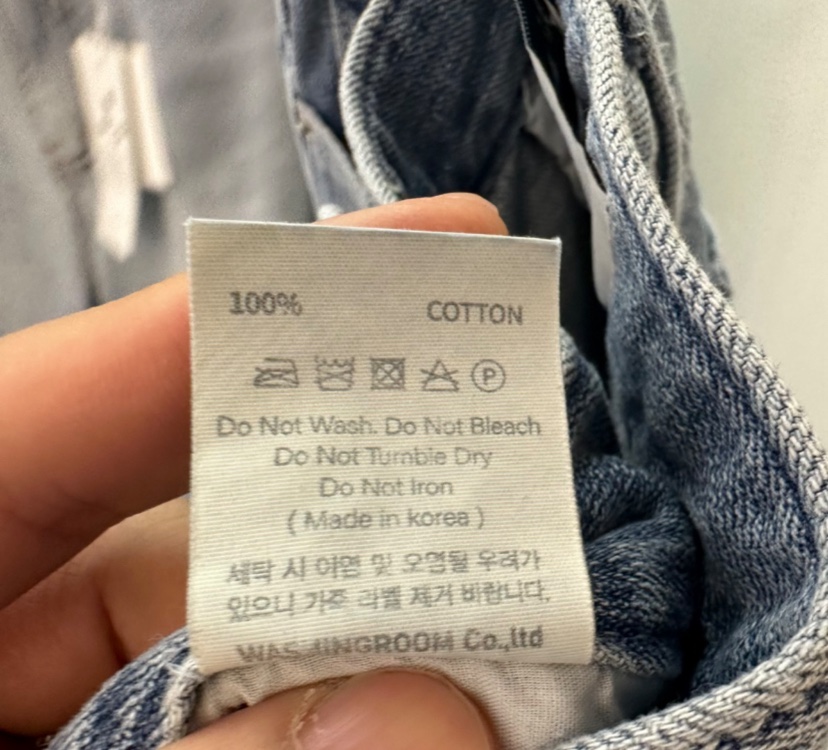 100% COTTON
P
Do Not Wash. Do Not Bleach
Do Not Tumble Dry
Do Not Iron
( Made in korea )
세탁 시 이염 및 오염될 우려가
있으니 가죽 라벨 제거 바랍니다.
Co.,ltd